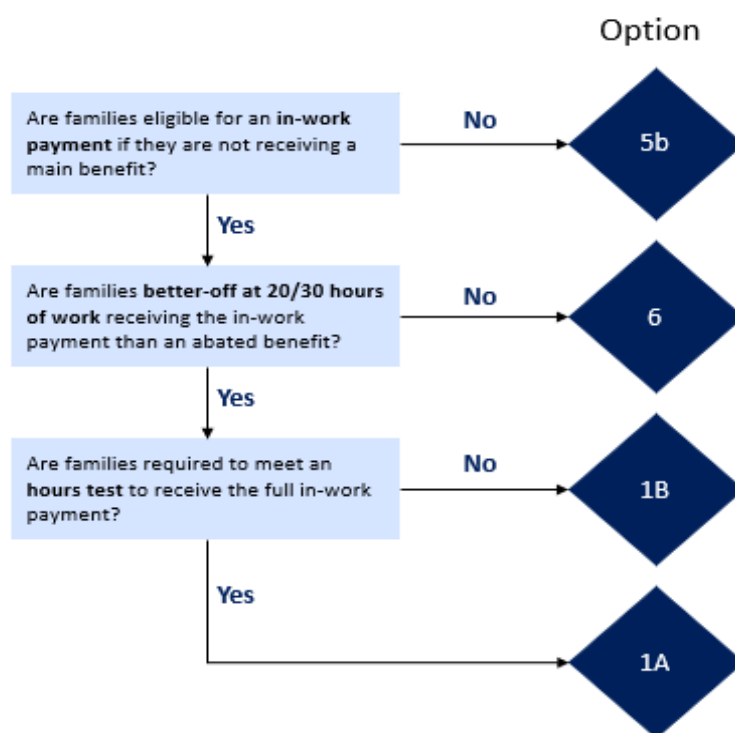 Option
Are families eligible for an in-work
payment if they are not receiving a
main benefit?
No
5b
Yes
Are families better-off at 20/30 hours
of work receiving the in-work
payment than an abated benefit?
No
6
Yes
Are families required to meet an
hours test to receive the full in-work
payment?
No
1B
Yes
1A